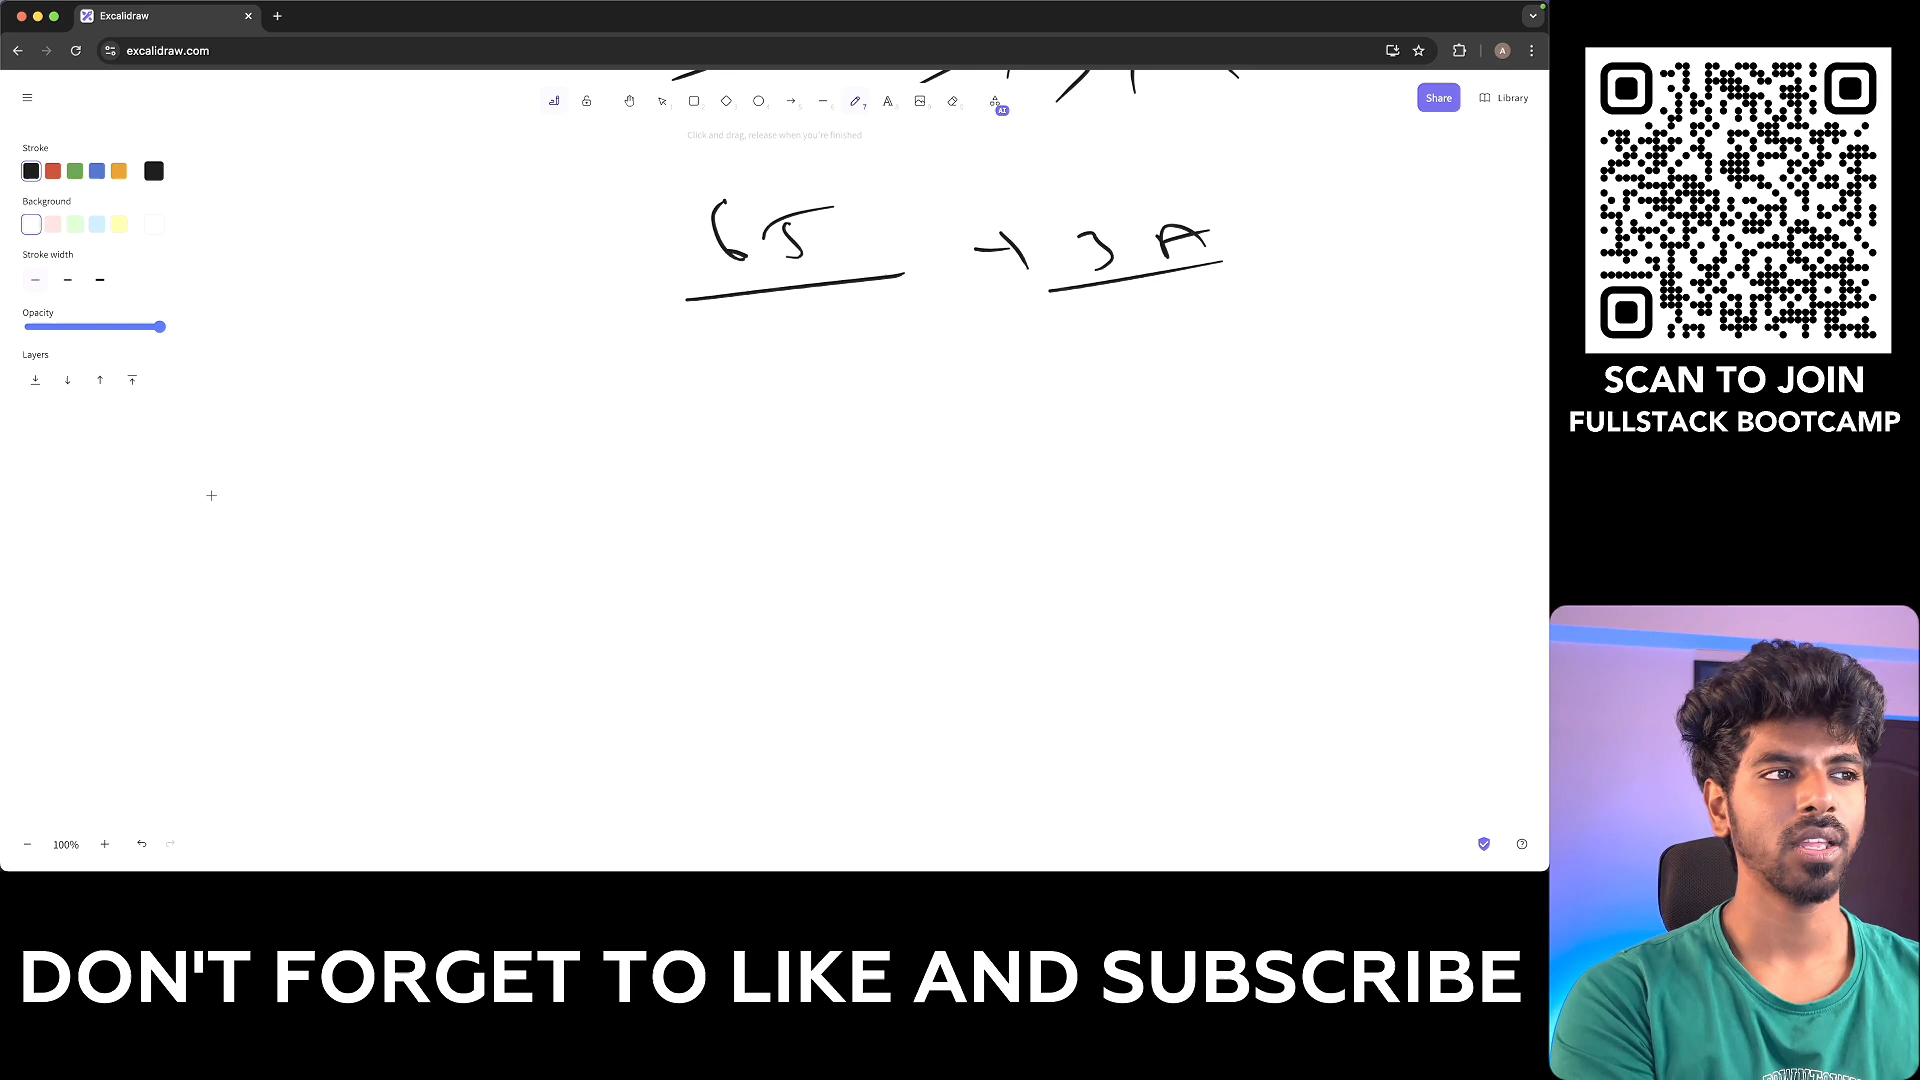 Excalidraw
excalidraw.com
Share
Library
Click and drag, release when you're finished
Stroke
Background
Stroke width
Opacity
Layers
65 → 3 A
100%
SCAN TO JOIN
FULLSTACK BOOTCAMP
DON'T FORGET TO LIKE AND SUBSCRIBE